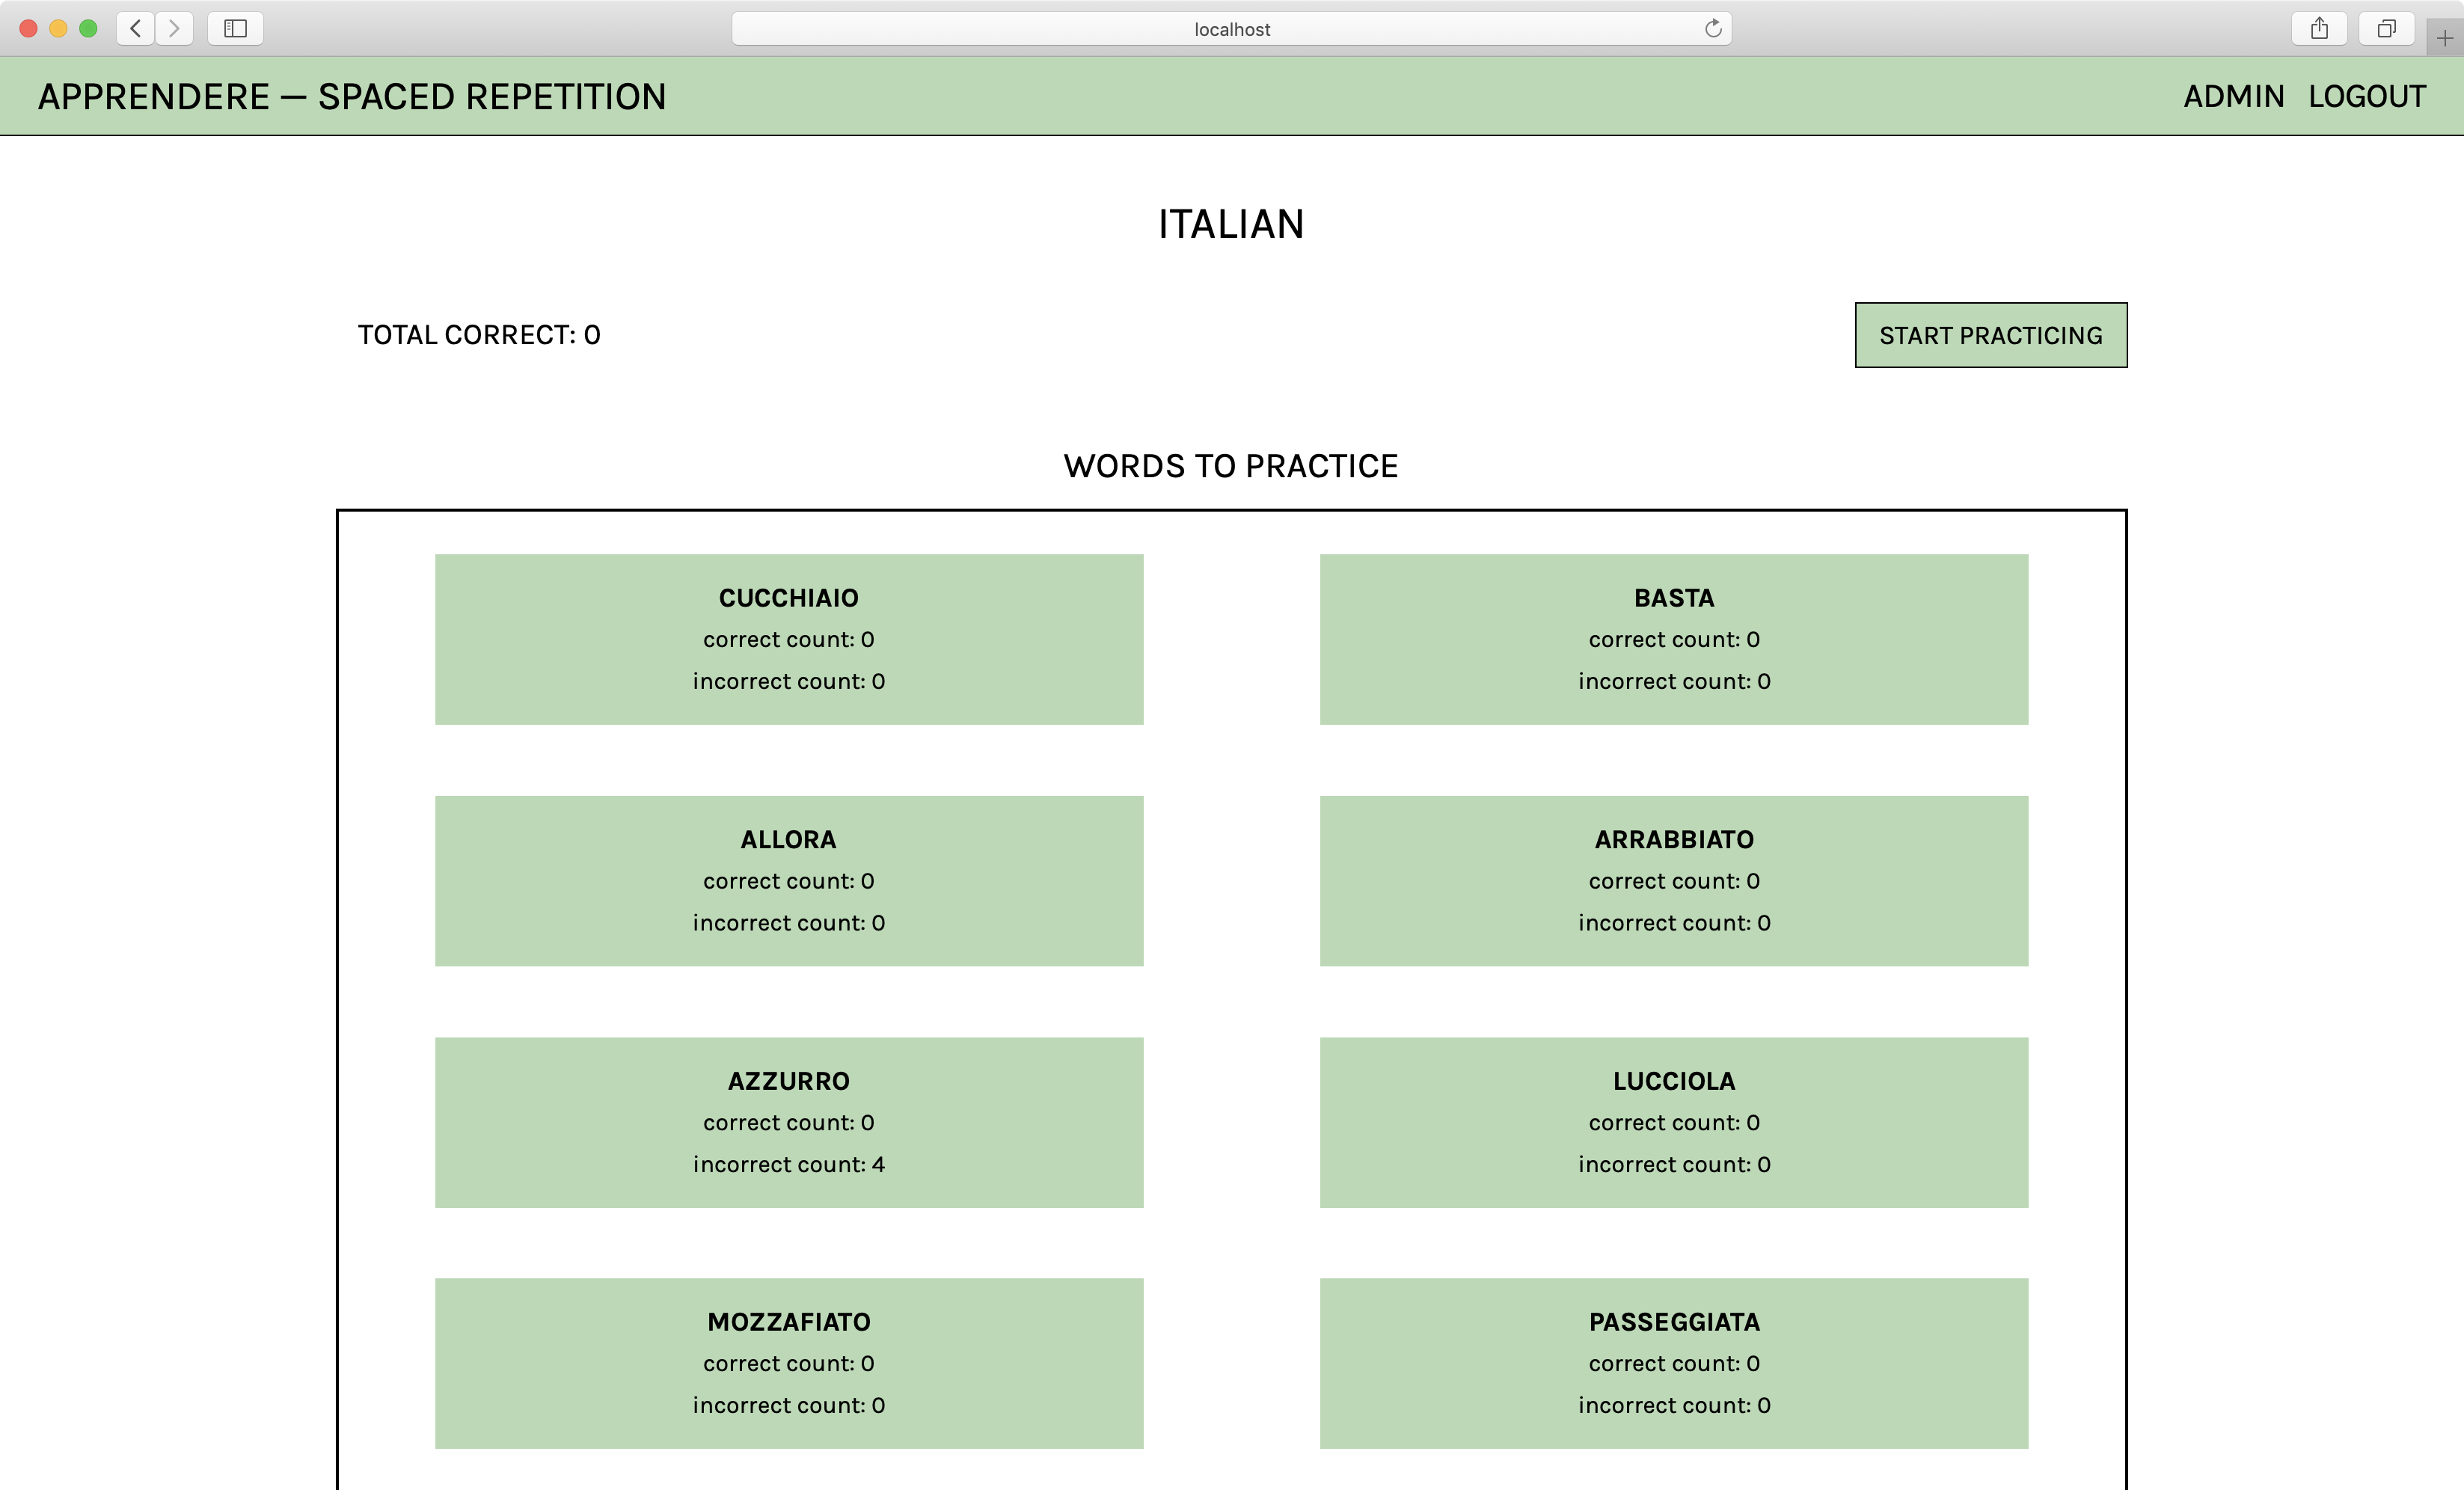 localhost
APPRENDERE — SPACED REPETITION
ADMIN LOGOUT
ITALIAN
TOTAL CORRECT: 0
START PRACTICING
WORDS TO PRACTICE
CUCCHIAIO
correct count: 0
incorrect count: 0
BASTA
correct count: 0
incorrect count: 0
ALLORA
correct count: 0
incorrect count: 0
ARRABBIATO
correct count: 0
incorrect count: 0
AZZURRO
correct count: 0
incorrect count: 4
LUCCIOLA
correct count: 0
incorrect count: 0
MOZZAFIATO
correct count: 0
incorrect count: 0
PASSEGGIATA
correct count: 0
incorrect count: 0